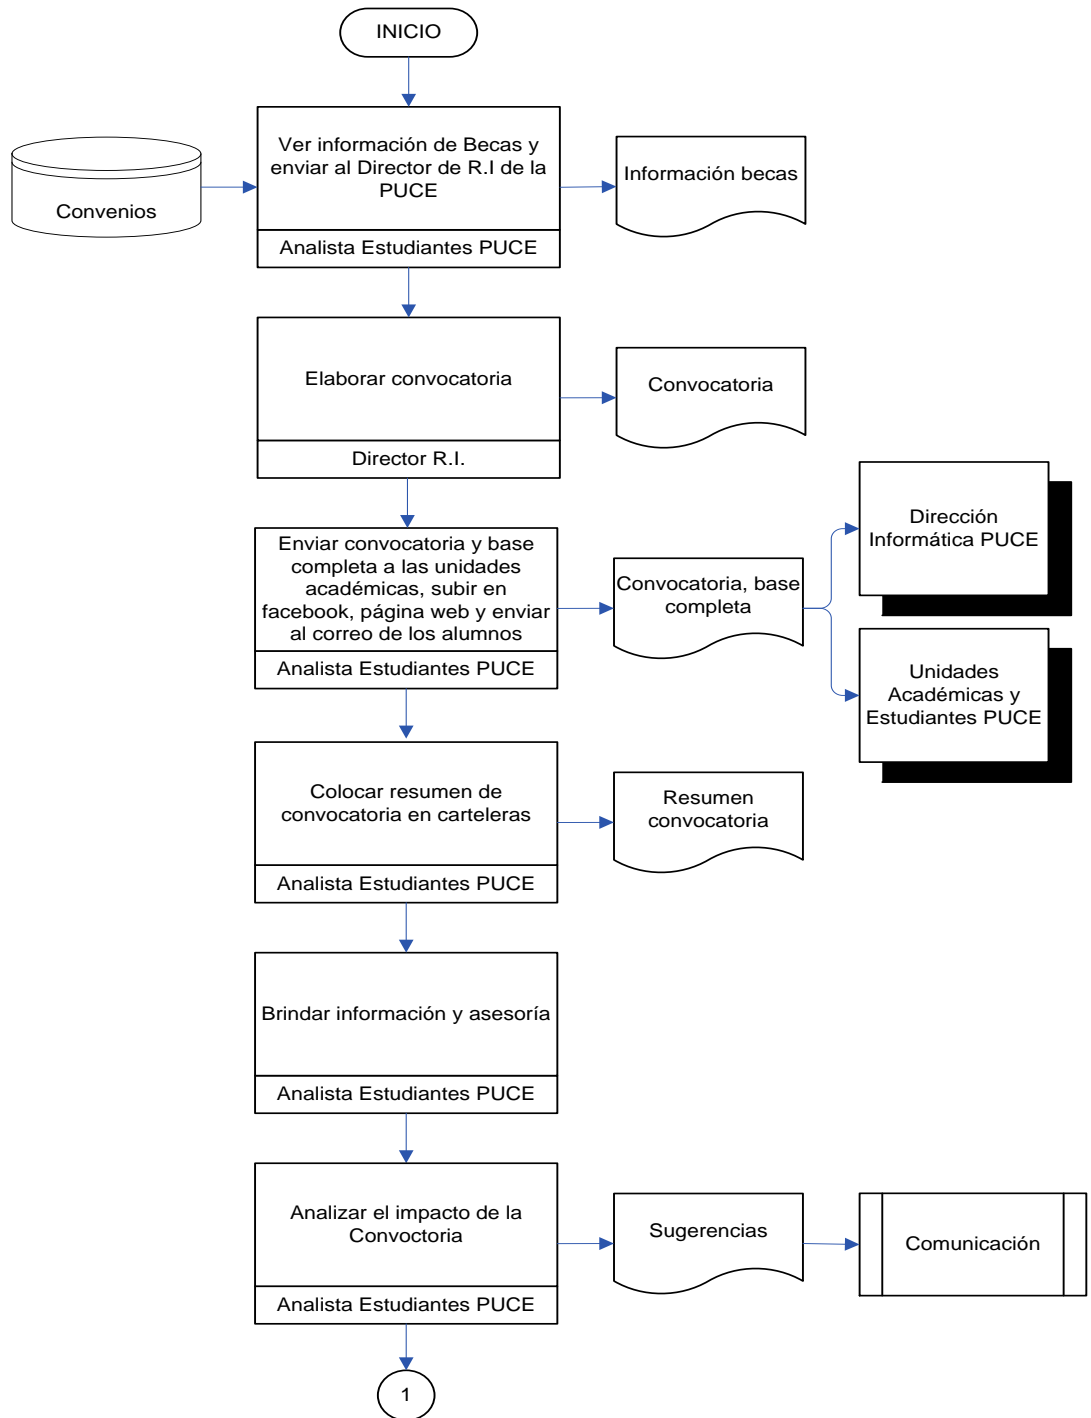 INICIO
Convenios
Ver información de Becas y
enviar al Director de R.I de la
PUCE
Analista Estudiantes PUCE
Información becas
Elaborar convocatoria
Director R.I.
Convocatoria
Enviar convocatoria y base
completa a las unidades
académicas, subir en
facebook, página web y enviar
al correo de los alumnos
Analista Estudiantes PUCE
Convocatoria, base
completa
Dirección
Informática PUCE
Unidades
Académicas y
Estudiantes PUCE
Colocar resumen de
convocatoria en carteleras
Analista Estudiantes PUCE
Resumen
convocatoria
Brindar información y asesoría
Analista Estudiantes PUCE
Analizar el impacto de la
Convoctoria
Analista Estudiantes PUCE
Sugerencias
Comunicación
1